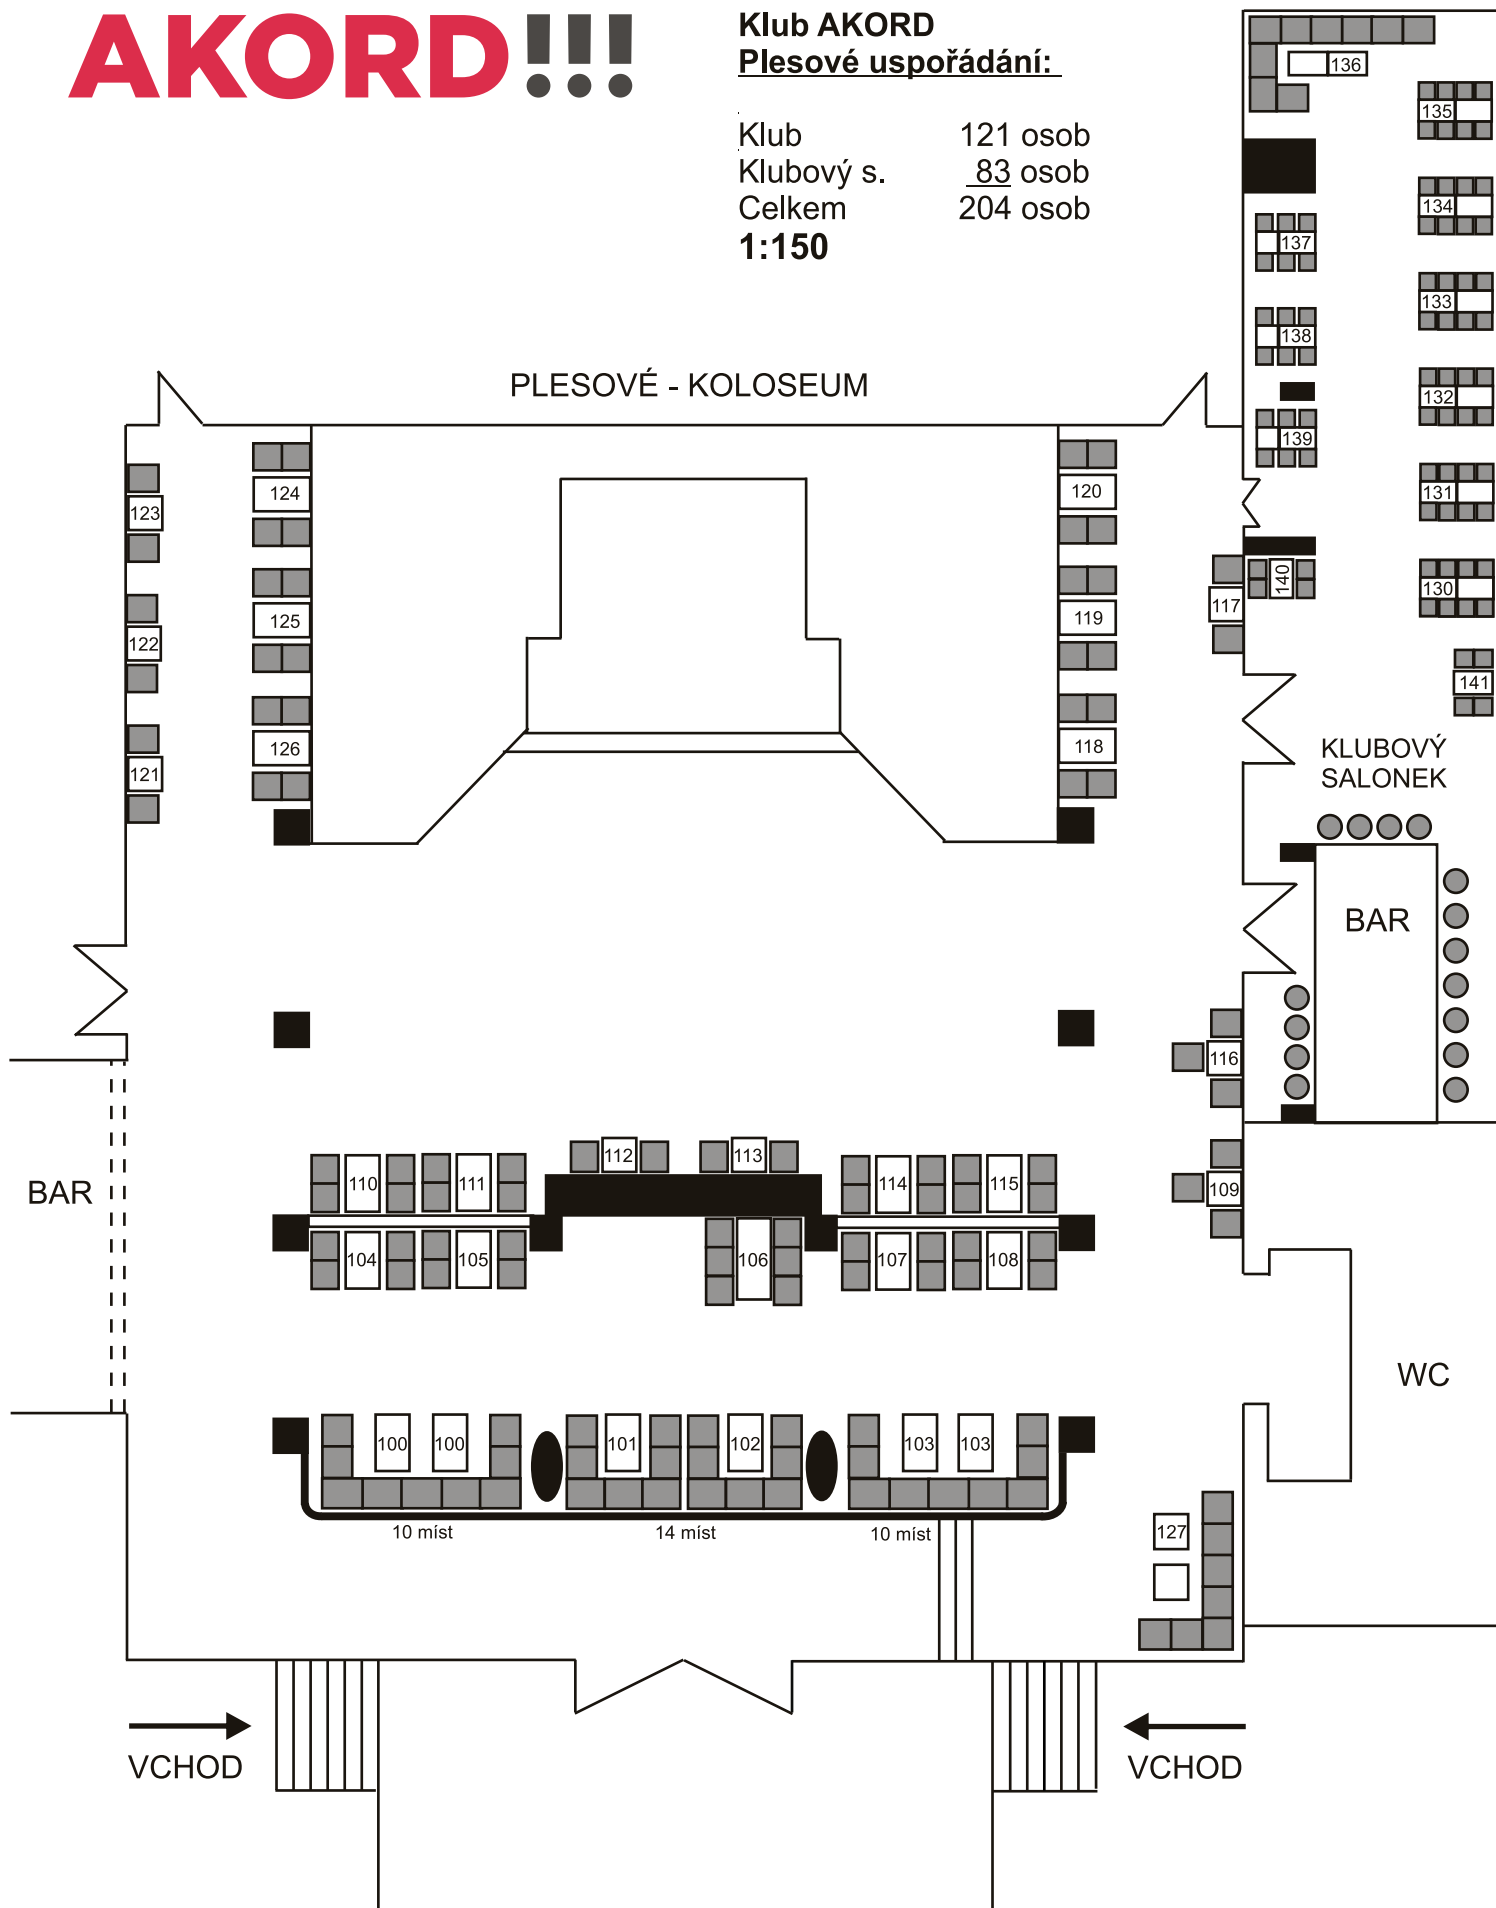 AKORD!!!
Klub AKORD
Plesové uspořádání:
Klub 121 osob
Klubový s. 83 osob
Celkem 204 osob
1:150
136
135
134
137
133
138
132
139
131
140
130
141
PLESOVÉ - KOLOSEUM
123
124
120
125
119
117
122
126
118
121
KLUBOVÝ
SALONEK
BAR
116
112
113
110
111
114
115
109
BAR
104
105
106
107
108
WC
100
100
101
102
103
103
10 míst
14 míst
10 míst
127
VCHOD
VCHOD